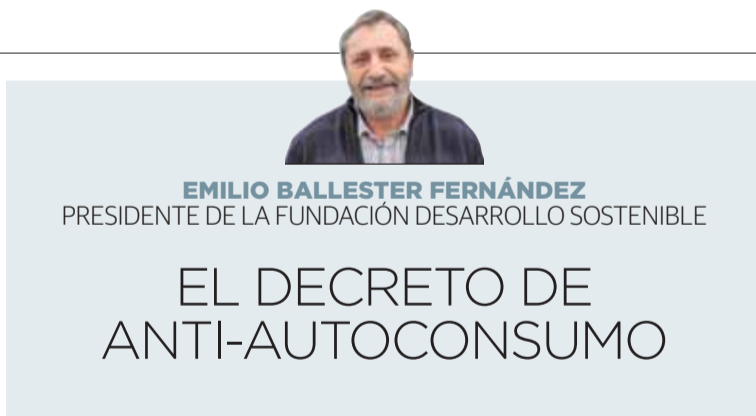 EMILIO BALLESTER FERNÁNDEZ
PRESIDENTE DE LA FUNDACIÓN DESARROLLO SOSTENIBLE
EL DECRETO DE
ANTI-AUTOCONSUMO